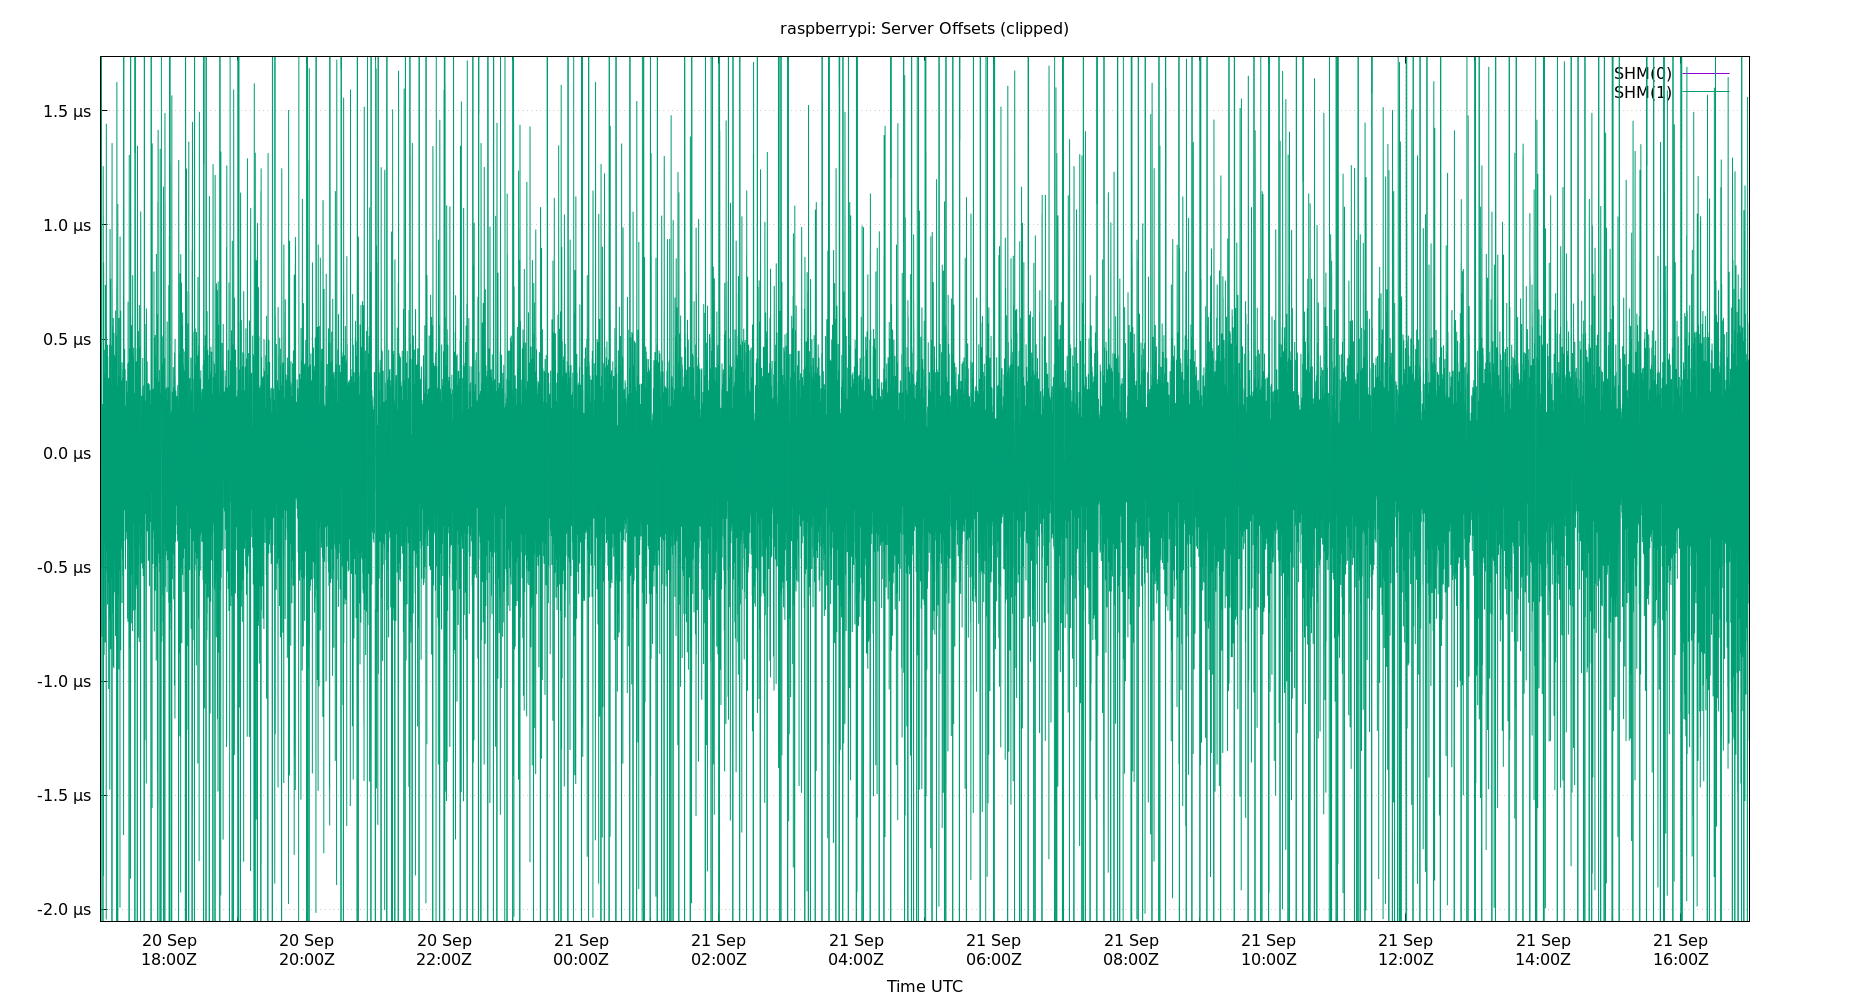 raspberrypi: Server Offsets (clipped)
SHM(0)
SHM(1)
1.5 µs
1.0 µs
0.5 µs
0.0 µs
-0.5 µs
-1.0 µs
-1.5 µs
-2.0 µs
20 Sep 20 Sep 20 Sep 21 Sep 21 Sep 21 Sep 21 Sep 21 Sep 21 Sep 21 Sep 21 Sep 21 Sep
18:00Z 20:00Z 22:00Z 00:00Z 02:00Z 04:00Z 06:00Z 08:00Z 10:00Z 12:00Z 14:00Z 16:00Z
Time UTC